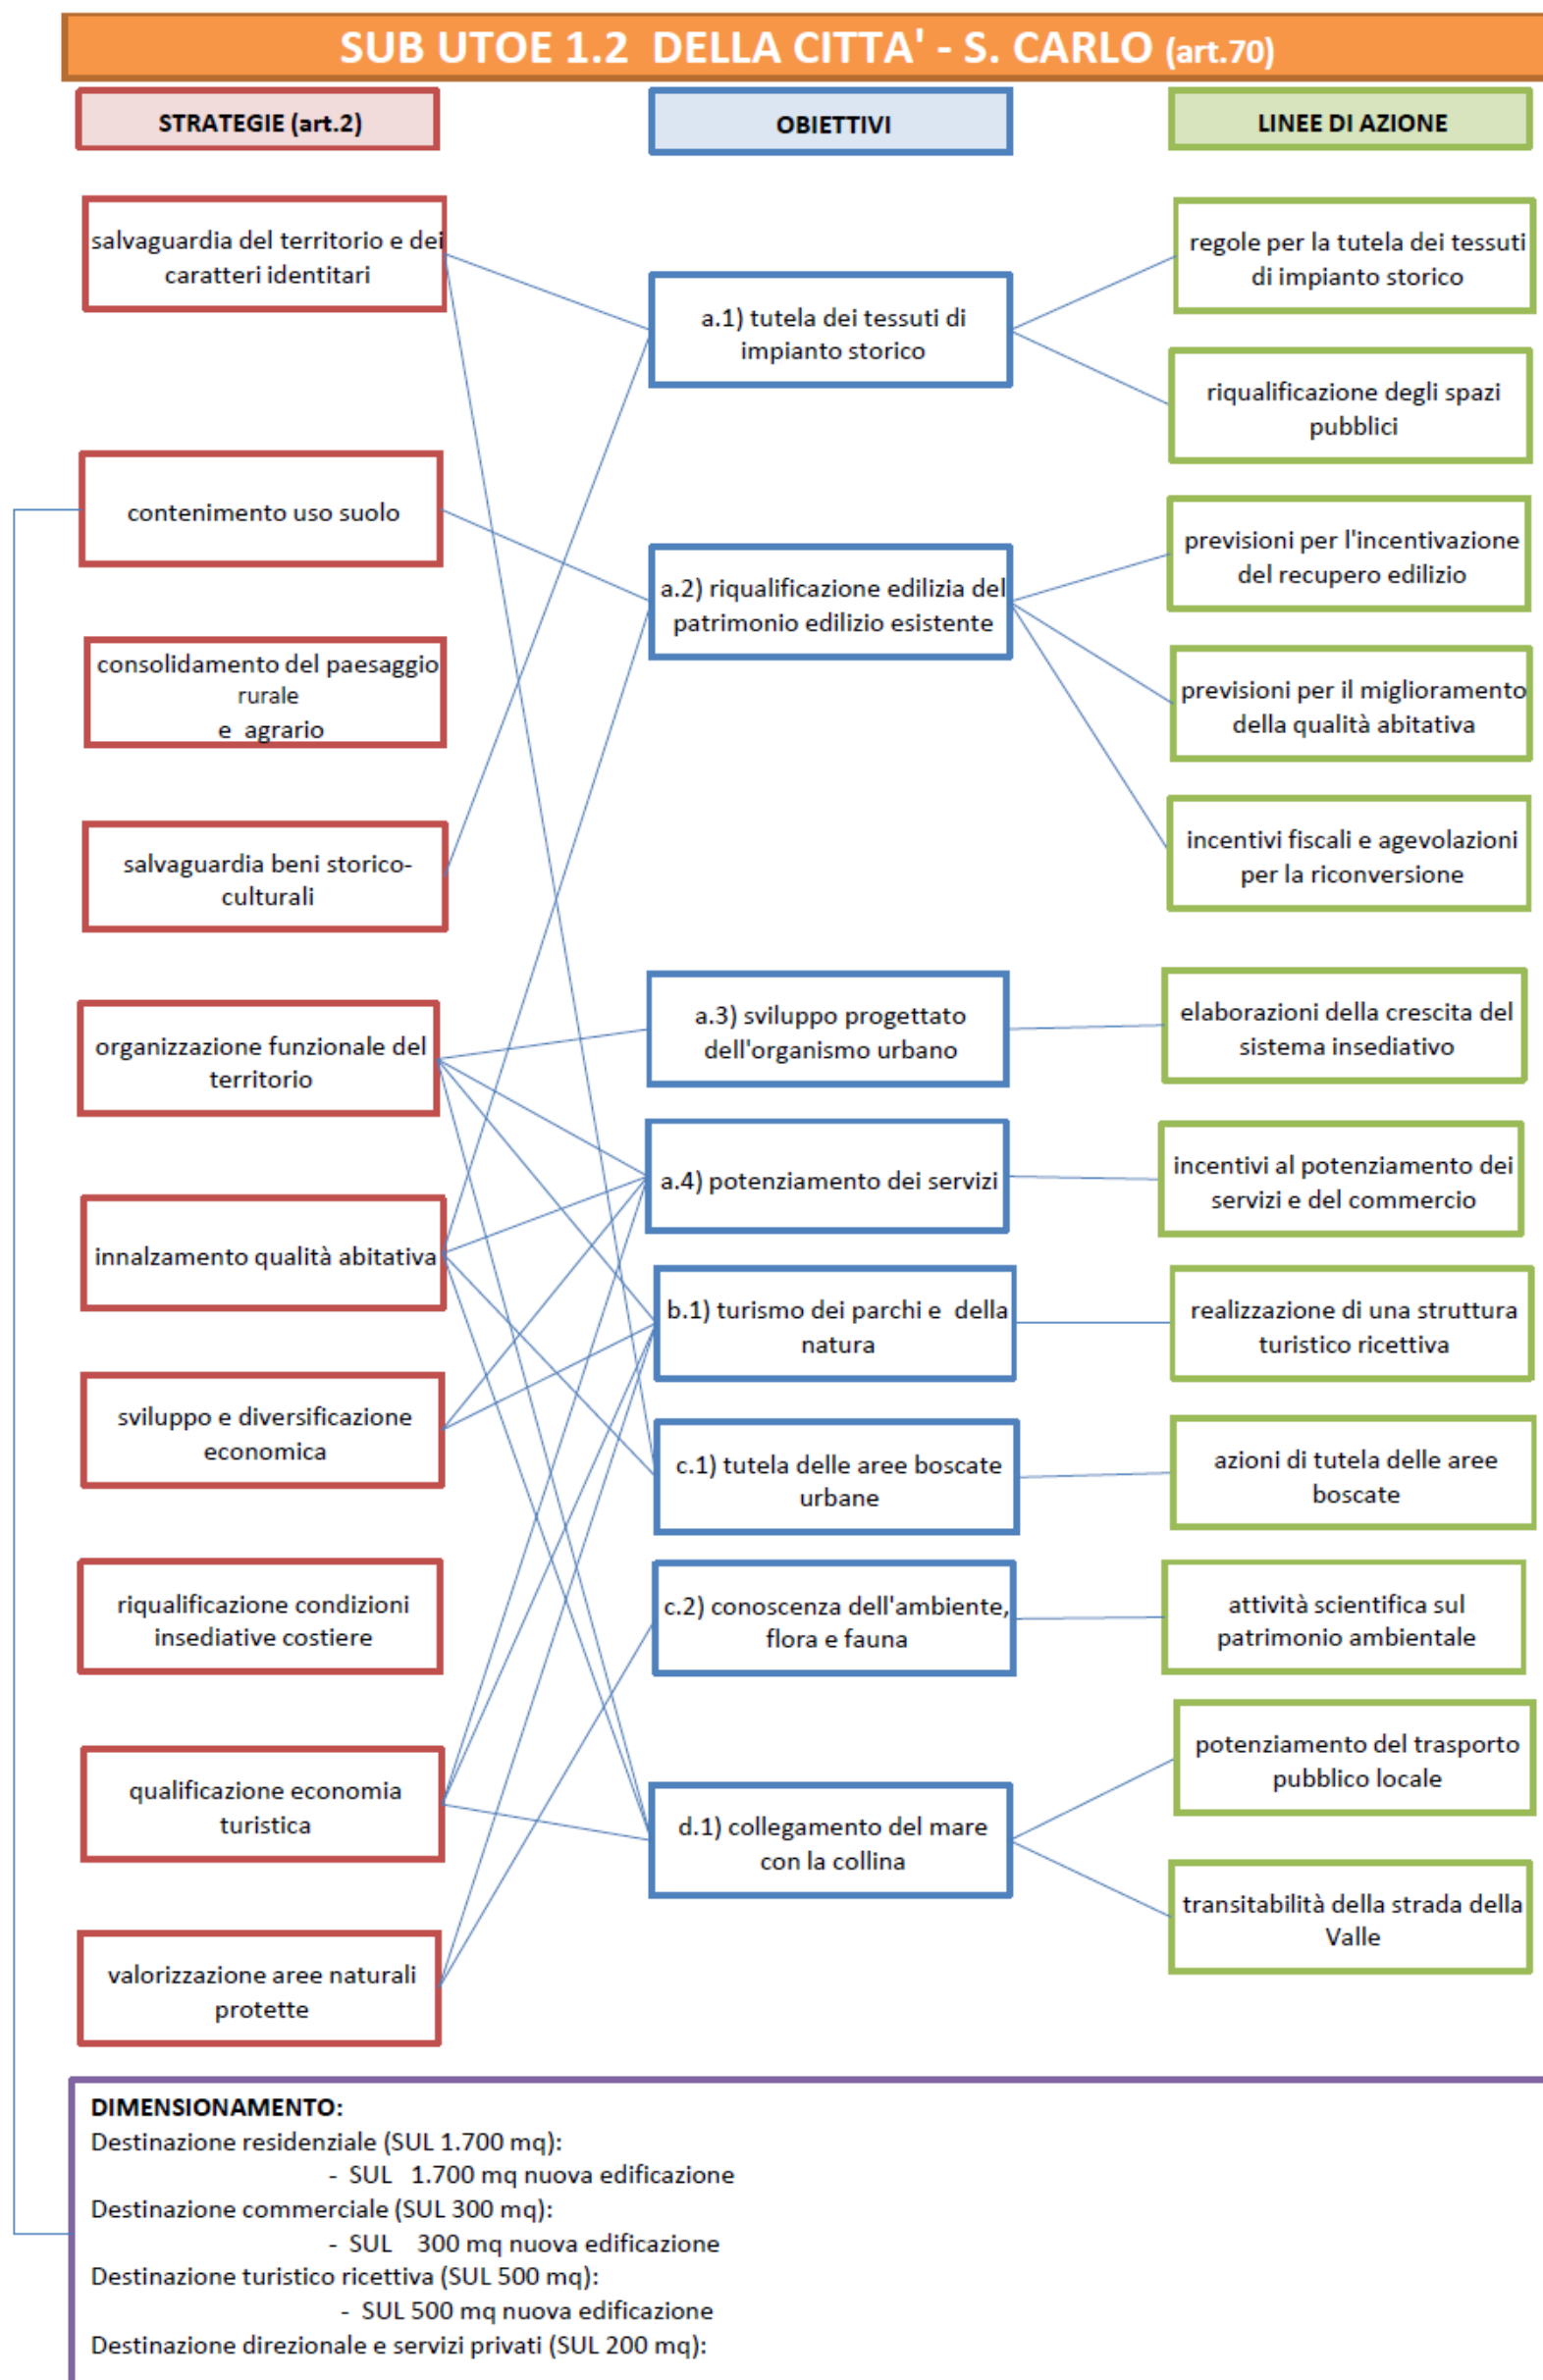 SUB UTOE 1.2 DELLA CITTA' - S. CARLO (art.70)
STRATEGIE (art.2)
OBIETTIVI
LINEE DI AZIONE
salvaguardia del territorio e dei
caratteri identitari
contenimento uso suolo
consolidamento del paesaggio
rurale
e agrario
salvaguardia beni storico-
culturali
organizzazione funzionale del
territorio
innalzamento qualità abitativa
sviluppo e diversificazione
economica
riqualificazione condizioni
insediative costiere
qualificazione economia
turistica
valorizzazione aree naturali
protette
a.1) tutela dei tessuti di
impianto storico
a.2) riqualificazione edilizia del
patrimonio edilizio esistente
a.3) sviluppo progettato
dell'organismo urbano
a.4) potenziamento dei servizi
b.1) turismo dei parchi e della
natura
c.1) tutela delle aree boscate
urbane
c.2) conoscenza dell'ambiente,
flora e fauna
d.1) collegamento del mare
con la collina
regole per la tutela dei tessuti
di impianto storico
riqualificazione degli spazi
pubblici
previsioni per l'incentivazione
del recupero edilizio
previsioni per il miglioramento
della qualità abitativa
incentivi fiscali e agevolazioni
per la riconversione
elaborazioni della crescita del
sistema insediativo
incentivi al potenziamento dei
servizi e del commercio
realizzazione di una struttura
turistico ricettiva
azioni di tutela delle aree
boscate
attività scientifica sul
patrimonio ambientale
potenziamento del trasporto
pubblico locale
transitabilità della strada della
Valle
DIMENSIONAMENTO:
Destinazione residenziale (SUL 1.700 mq):
- SUL 1.700 mq nuova edificazione
Destinazione commerciale (SUL 300 mq):
- SUL 300 mq nuova edificazione
Destinazione turistico ricettiva (SUL 500 mq):
- SUL 500 mq nuova edificazione
Destinazione direzionale e servizi privati (SUL 200 mq):